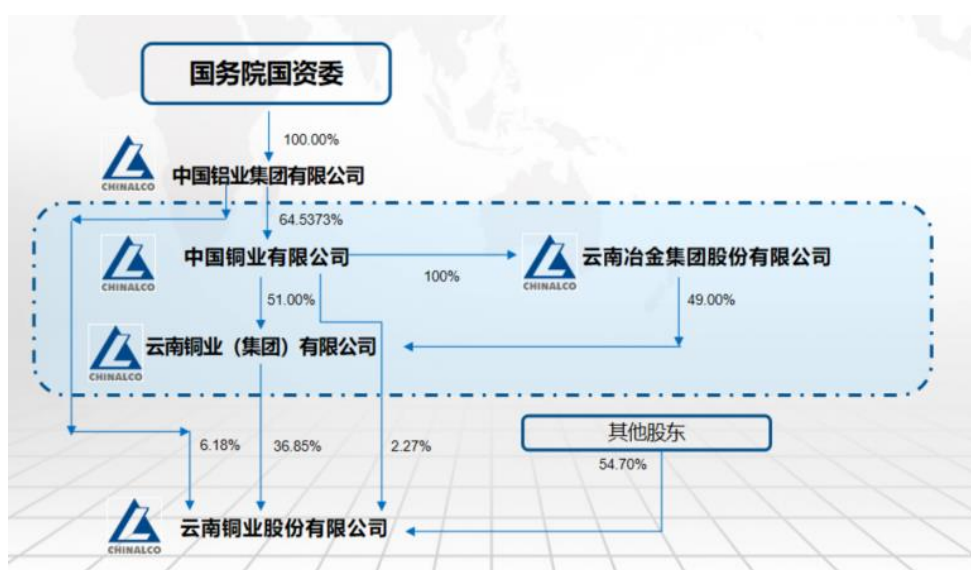 国务院国资委
100.00%
CHINALCO
中国铝业集团有限公司
64.5373%
CHINALCO
中国铜业有限公司
100%
CHINALCO
云南冶金集团股份有限公司
51.00%
49.00%
CHINALCO
云南铜业（集团）有限公司
其他股东
6.18%
36.85%
2.27%
54.70%
CHINALCO
云南铜业股份有限公司